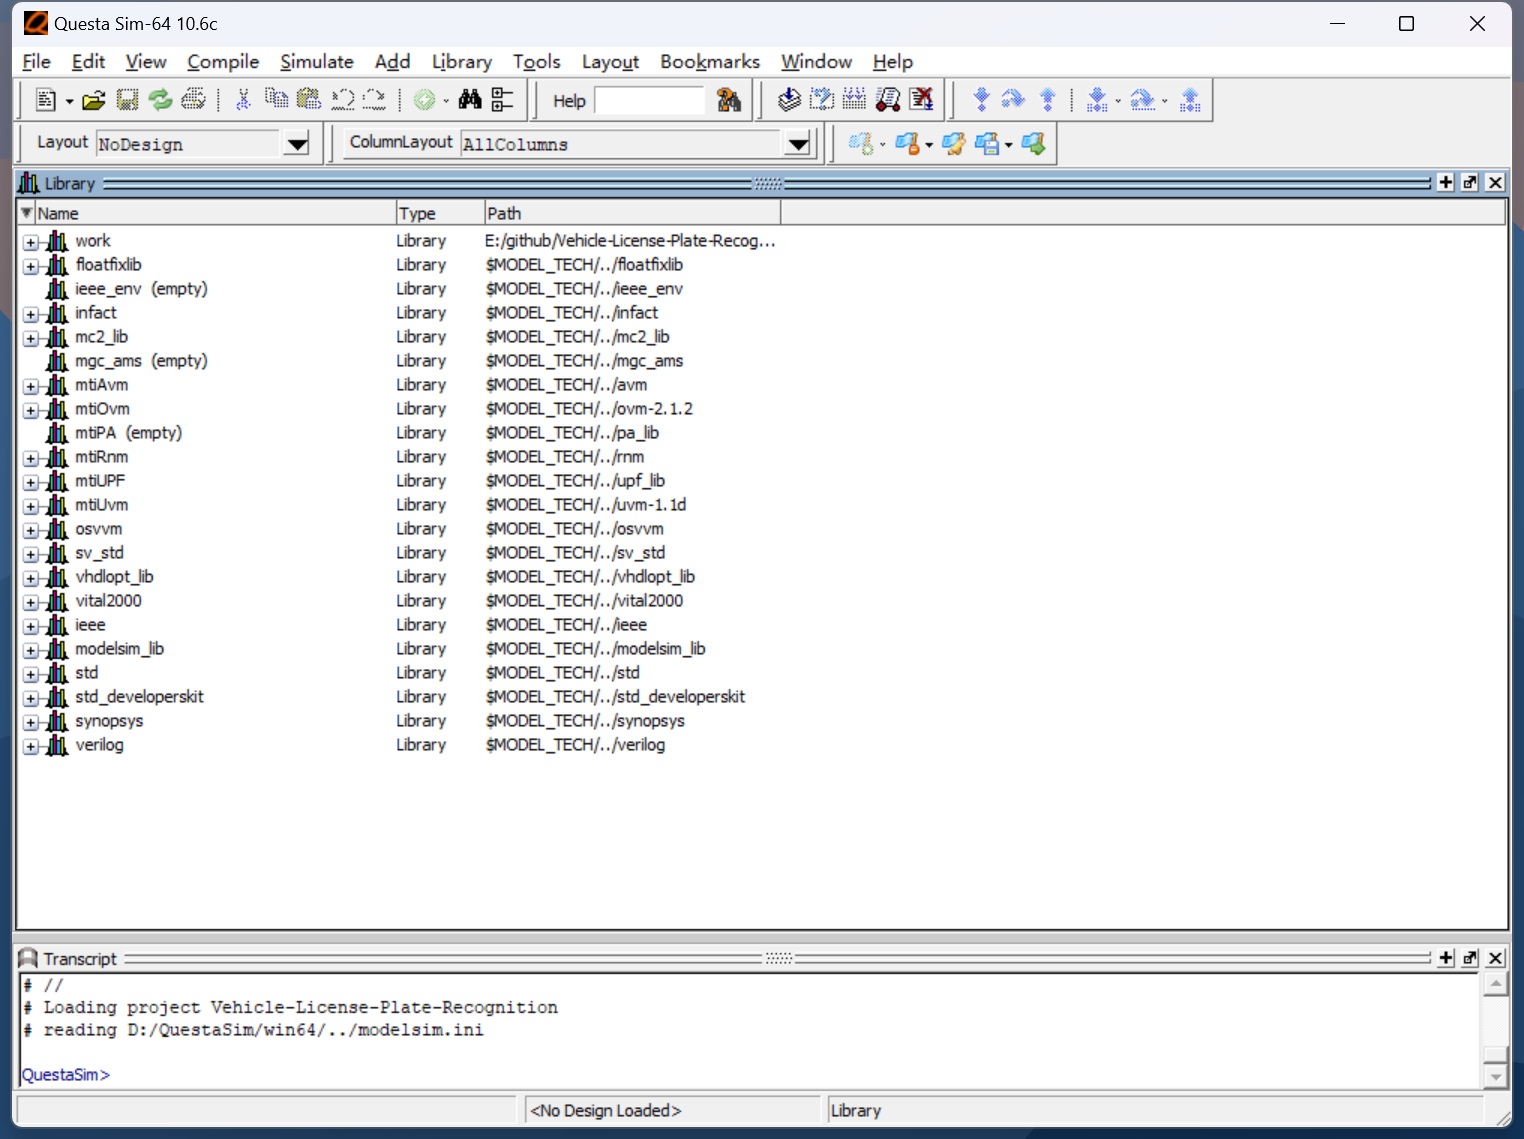 Questa Sim-64 10.6c
File Edit View Compile Simulate Add Library Tools Layout Bookmarks Window Help
Help
Layout NoDesign ColumnLayout AllColumns
Library
Name Type Path
work Library E:/github/Vehicle-License-Plate-Recog...
floatfixlib Library $MODEL_TECH/../floatfixlib
ieee_env (empty) Library $MODEL_TECH/../ieee_env
infact Library $MODEL_TECH/../infact
mc2_lib Library $MODEL_TECH/../mc2_lib
mgc_ams (empty) Library $MODEL_TECH/../mgc_ams
mtiAvm Library $MODEL_TECH/../avm
mtiOvm Library $MODEL_TECH/../ovm-2.1.2
mtiPA (empty) Library $MODEL_TECH/../pa_lib
mtiRnm Library $MODEL_TECH/../rnm
mtiUPF Library $MODEL_TECH/../upf_lib
mtiUvm Library $MODEL_TECH/../uvm-1.1d
osvvm Library $MODEL_TECH/../osvvm
sv_std Library $MODEL_TECH/../sv_std
vhdlopt_lib Library $MODEL_TECH/../vhdlopt_lib
vital2000 Library $MODEL_TECH/../vital2000
ieee Library $MODEL_TECH/../ieee
modelsim_lib Library $MODEL_TECH/../modelsim_lib
std Library $MODEL_TECH/../std
std_developerskit Library $MODEL_TECH/../std_developerskit
synopsys Library $MODEL_TECH/../synopsys
verilog Library $MODEL_TECH/../verilog
Transcript
# //
# Loading project Vehicle-License-Plate-Recognition
# reading D:/QuestaSim/win64/../modelsim.ini
QuestaSim>
<No Design Loaded> Library